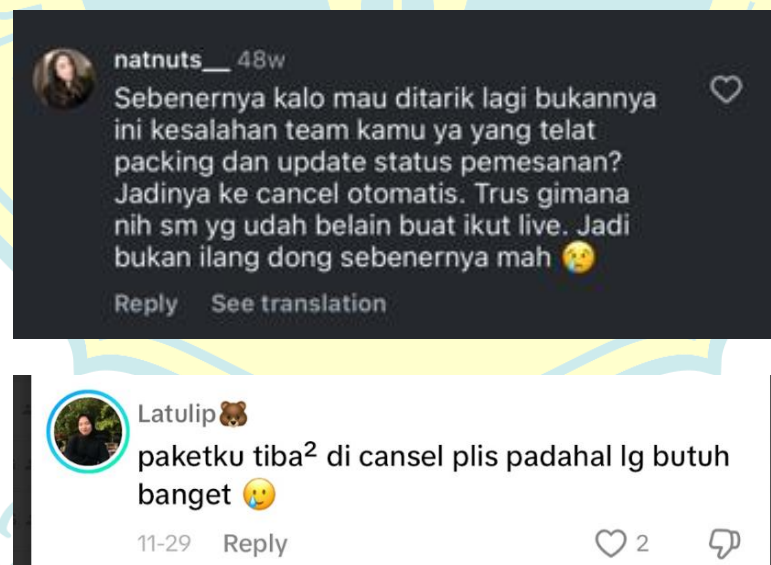 natnuts__ 48w
Sebenernya kalo mau ditarik lagi bukannya
ini kesalahan team kamu ya yang telat
packing dan update status pemesanan?
Jadinya ke cancel otomatis. Trus gimana
nih sm yg udah belain buat ikut live. Jadi
bukan ilang dong sebenernya mah 😢
Reply See translation
Latulip🐻
paketku tiba² di cansel plis padahal lg butuh
banget 🥲
11-29 Reply 2